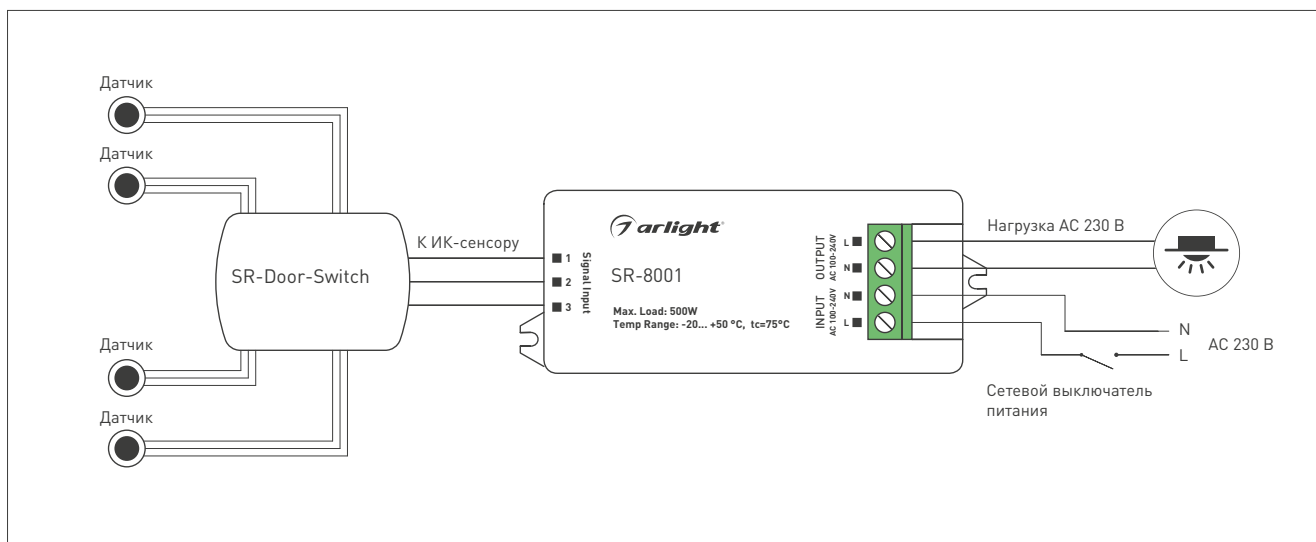 Датчик
Датчик
SR-Door-Switch
Датчик
Датчик
К ИК-сенсору
1
2
3
Signal Input
arlight
SR-8001
Max. Load: 500W
Temp Range: -20... +50 °C, tc=75°C
OUTPUT
AC 100-240V
INPUT
AC 100-240V
L
N
N
L
Нагрузка AC 230 В
N
L
AC 230 В
Сетевой выключатель
питания